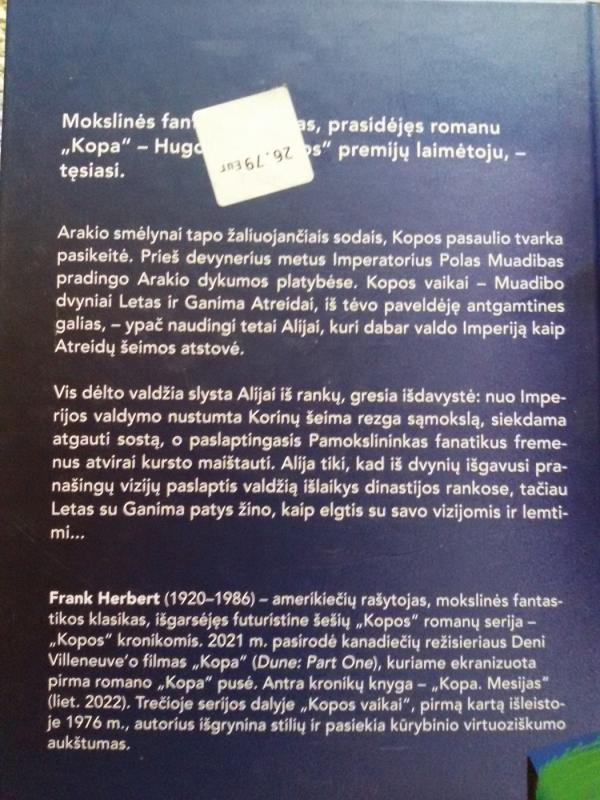 Mokslinės fan as, prasidėjęs romanu
„Kopa“ – Hugo os“ premijų laimėtoju, –
tęsiasi.
26.79Eur
Arakio smėlynai tapo žaliuojančiais sodais, Kopos pasaulio tvarka
pasikeitė. Prieš devynerius metus Imperatorius Polas Muadibas
pradingo Arakio dykumos platybėse. Kopos vaikai – Muadibo
dvyniai Letas ir Ganima Atreidai, iš tėvo paveldėję antgamtines
galias, – ypač naudingi tetai Alijai, kuri dabar valdo Imperiją kaip
Atreidų šeimos atstovė.
Vis dėlto valdžia slysta Alijai iš rankų, gresia išdavystė: nuo Impe-
rijos valdymo nustumta Korinų šeima rezga sąmokslą, siekdama
atgauti sostą, o paslaptingasis Pamokslininkas fanatikus freme-
nus atvirai kursto maištauti. Alija tiki, kad iš dvynių išgavusi pra-
našingų vizijų paslaptis valdžią išlaikys dinastijos rankose, tačiau
Letas su Ganima patys žino, kaip elgtis su savo vizijomis ir lemti-
mi...
Frank Herbert (1920–1986) – amerikiečių rašytojas, mokslinės fantas-
tikos klasikas, išgarsėjęs futuristine šešių „Kopos“ romanų serija –
„Kopos“ kronikomis. 2021 m. pasirodė kanadiečių režisieriaus Deni
Villeneuve’o filmas „Kopa“ (Dune: Part One), kuriame ekranizuota
pirma romano „Kopa“ pusė. Antra kronikų knyga – „Kopa. Mesijas“
(liet. 2022). Trečioje serijos dalyje „Kopos vaikai“, pirmą kartą išleisto-
je 1976 m., autorius išgrynina stilių ir pasiekia kūrybinio virtuoziškumo
aukštumas.